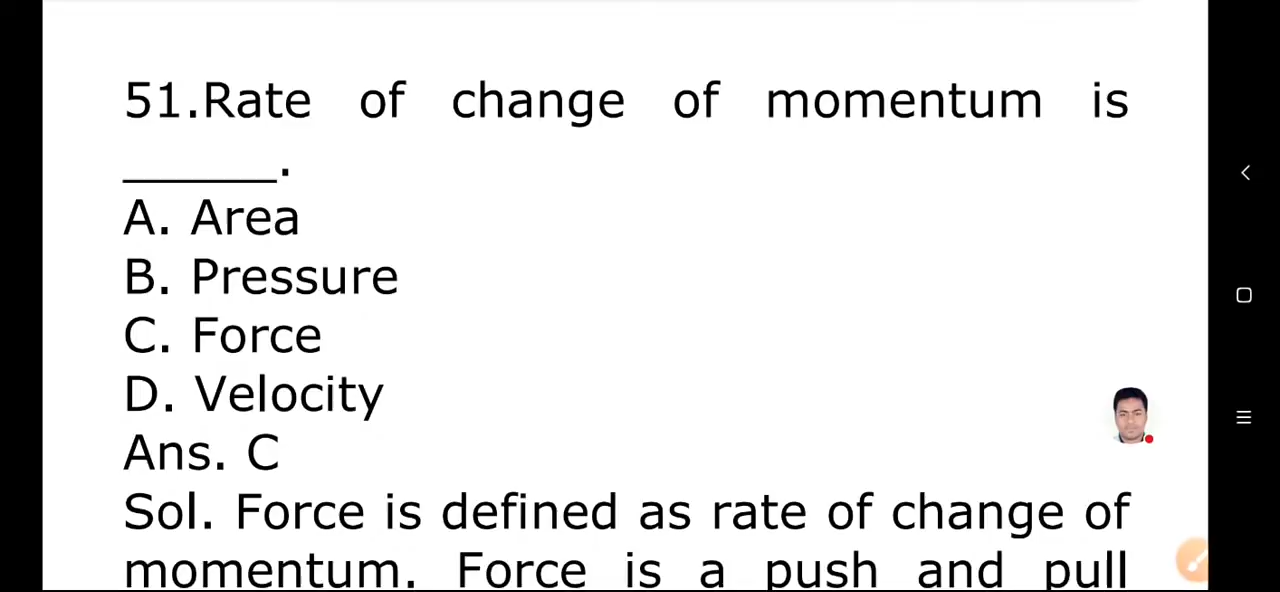 51.Rate of change of momentum is
______.
A. Area
B. Pressure
C. Force
D. Velocity
Ans. C
Sol. Force is defined as rate of change of
momentum. Force is a push and pull